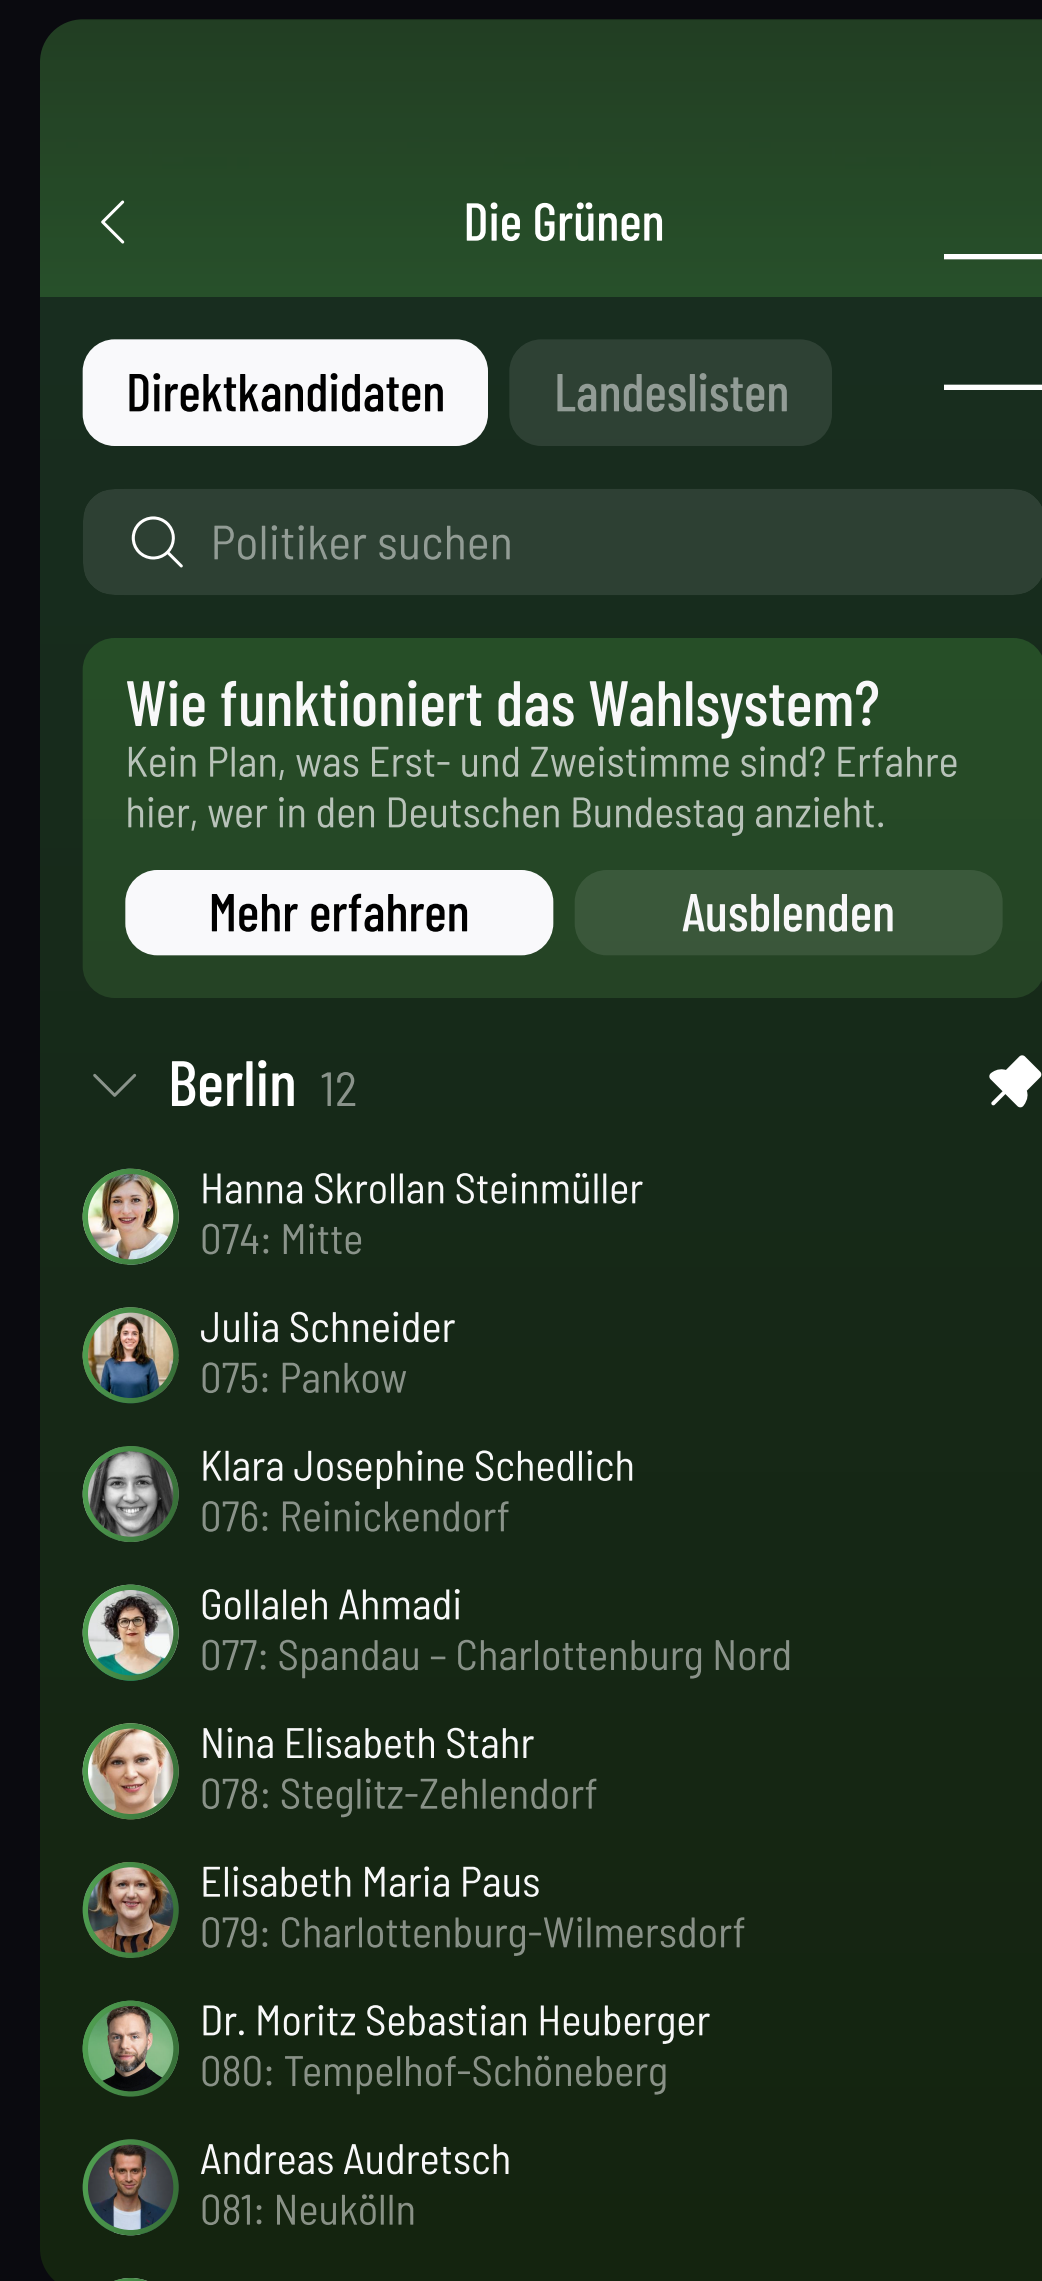 Die Grünen
Direktkandidaten
Landeslisten
Politiker suchen
Wie funktioniert das Wahlsystem?
Kein Plan, was Erst- und Zweistimme sind? Erfahre
hier, wer in den Deutschen Bundestag anzieht.
Mehr erfahren
Ausblenden
Berlin 12
Hanna Skrollan Steinmüller
074: Mitte
Julia Schneider
075: Pankow
Klara Josephine Schedlich
076: Reinickendorf
Gollaleh Ahmadi
077: Spandau – Charlottenburg Nord
Nina Elisabeth Stahr
078: Steglitz-Zehlendorf
Elisabeth Maria Paus
079: Charlottenburg-Wilmersdorf
Dr. Moritz Sebastian Heuberger
080: Tempelhof-Schöneberg
Andreas Audretsch
081: Neukölln